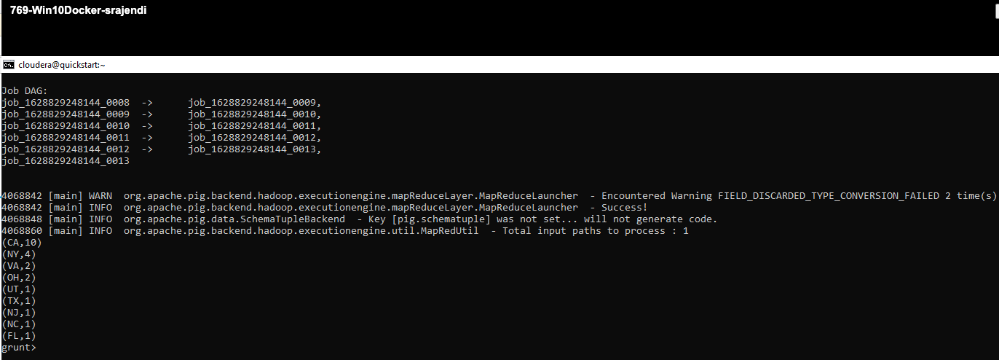 769-Win10Docker-srajendi
cloudera@quickstart:~
Job DAG:
job_1628829248144_0008  ->      job_1628829248144_0009,
job_1628829248144_0009  ->      job_1628829248144_0010,
job_1628829248144_0010  ->      job_1628829248144_0011,
job_1628829248144_0011  ->      job_1628829248144_0012,
job_1628829248144_0012  ->      job_1628829248144_0013,
job_1628829248144_0013
4068842 [main] WARN  org.apache.pig.backend.hadoop.executionengine.mapReduceLayer.MapReduceLauncher  - Encountered Warning FIELD_DISCARDED_TYPE_CONVERSION_FAILED 2 time(s)
4068842 [main] INFO  org.apache.pig.backend.hadoop.executionengine.mapReduceLayer.MapReduceLauncher  - Success!
4068848 [main] INFO  org.apache.pig.data.SchemaTupleBackend  - Key [pig.schematuple] was not set... will not generate code.
4068860 [main] INFO  org.apache.pig.backend.hadoop.executionengine.util.MapRedUtil  - Total input paths to process : 1
(CA,10)
(NY,4)
(VA,2)
(OH,2)
(UT,1)
(TX,1)
(NJ,1)
(NC,1)
(FL,1)
grunt>